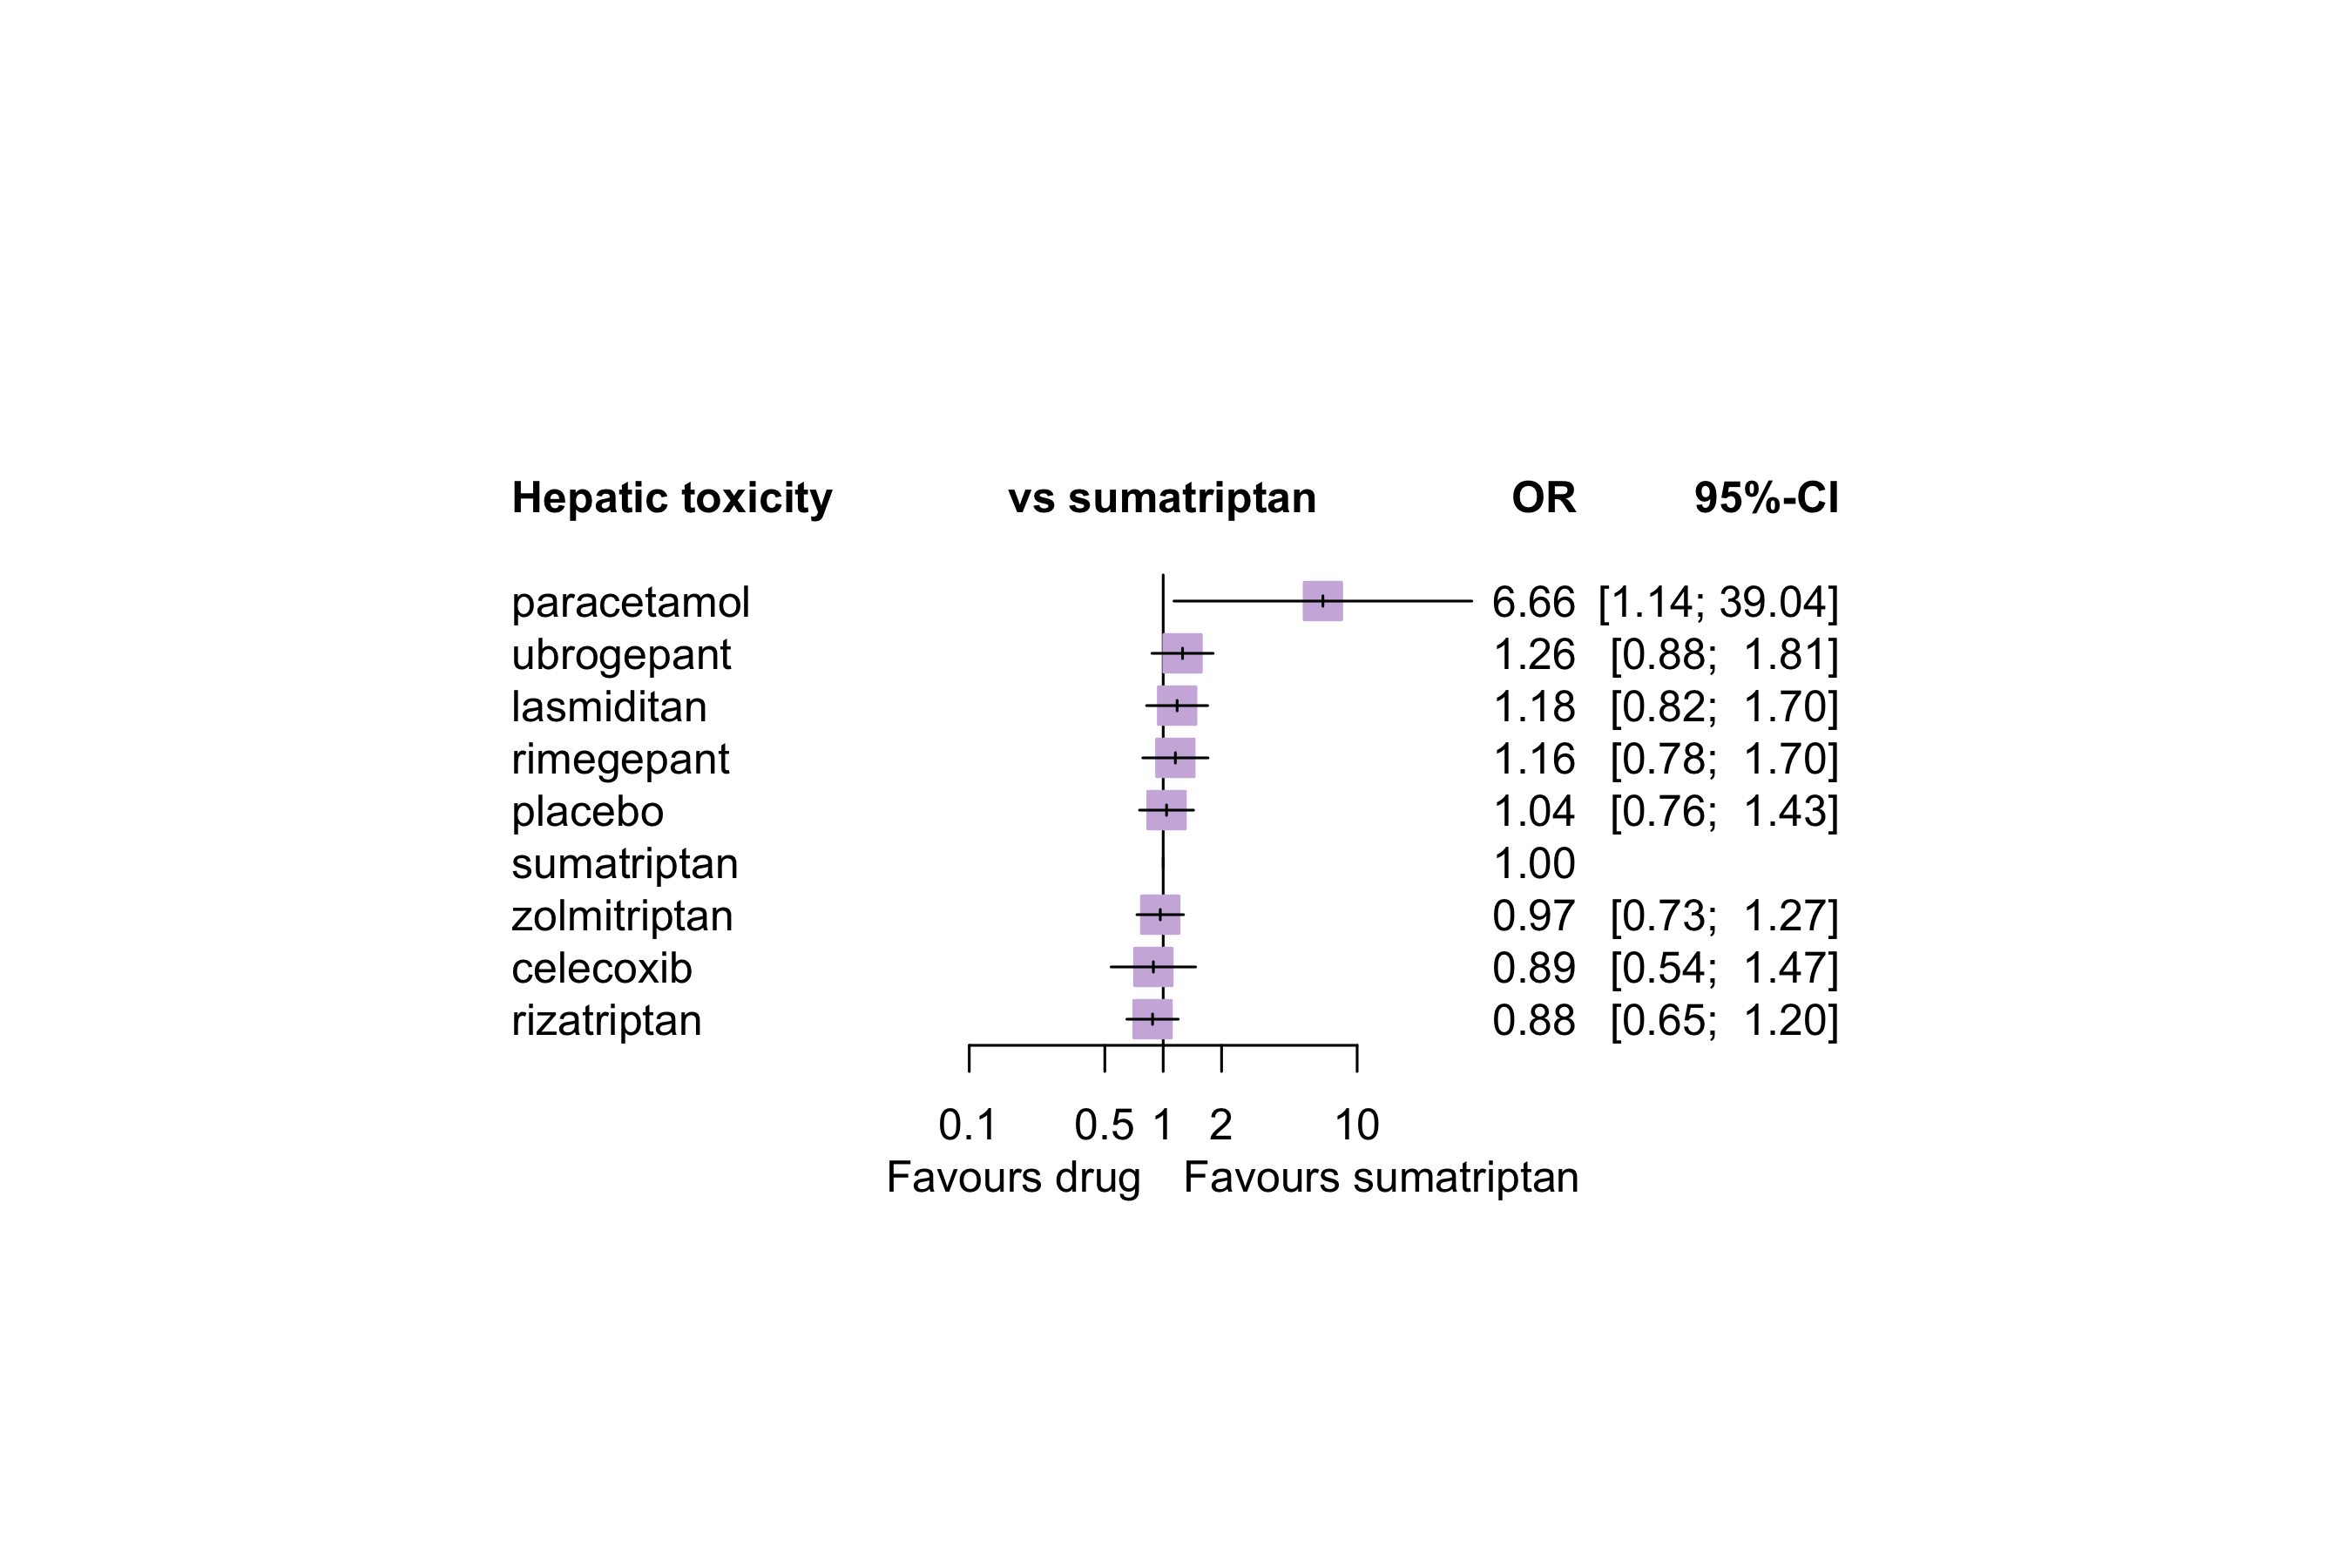 Hepatic toxicity vs sumatriptan OR 95%-CI
paracetamol 6.66 [1.14; 39.04]
ubrogepant 1.26 [0.88; 1.81]
lasmiditan 1.18 [0.82; 1.70]
rimegepant 1.16 [0.78; 1.70]
placebo 1.04 [0.76; 1.43]
sumatriptan 1.00
zolmitriptan 0.97 [0.73; 1.27]
celecoxib 0.89 [0.54; 1.47]
rizatriptan 0.88 [0.65; 1.20]
0.1 0.5 1 2 10
Favours drug Favours sumatriptan